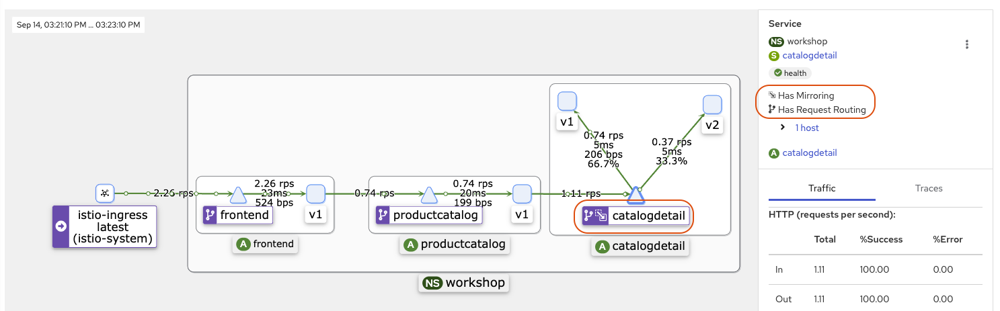 Sep 14, 03:21:10 PM ... 03:23:10 PM
2.26 rps
istio-ingress
latest
(istio-system)
2.26 rps
23ms
524 bps
frontend
v1
A frontend
0.74 rps
0.74 rps
20ms
199 bps
productcatalog
v1
A productcatalog
1.11 rps
v1
v2
0.74 rps
5ms
206 bps
66.7%
0.37 rps
5ms
33.3%
catalogdetail
A catalogdetail
NS workshop
Service
NS workshop
S catalogdetail
health
Has Mirroring
Has Request Routing
1 host
A catalogdetail
Traffic Traces
HTTP (requests per second):
Total %Success %Error
In 1.11 100.00 0.00
Out 1.11 100.00 0.00